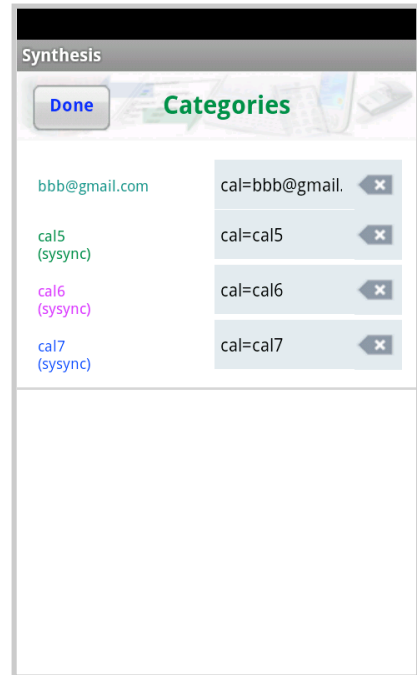 Synthesis
Done
Categories
bbb@gmail.com
cal=bbb@gmail.
cal5
(sysync)
cal=cal5
cal6
(sysync)
cal=cal6
cal7
(sysync)
cal=cal7